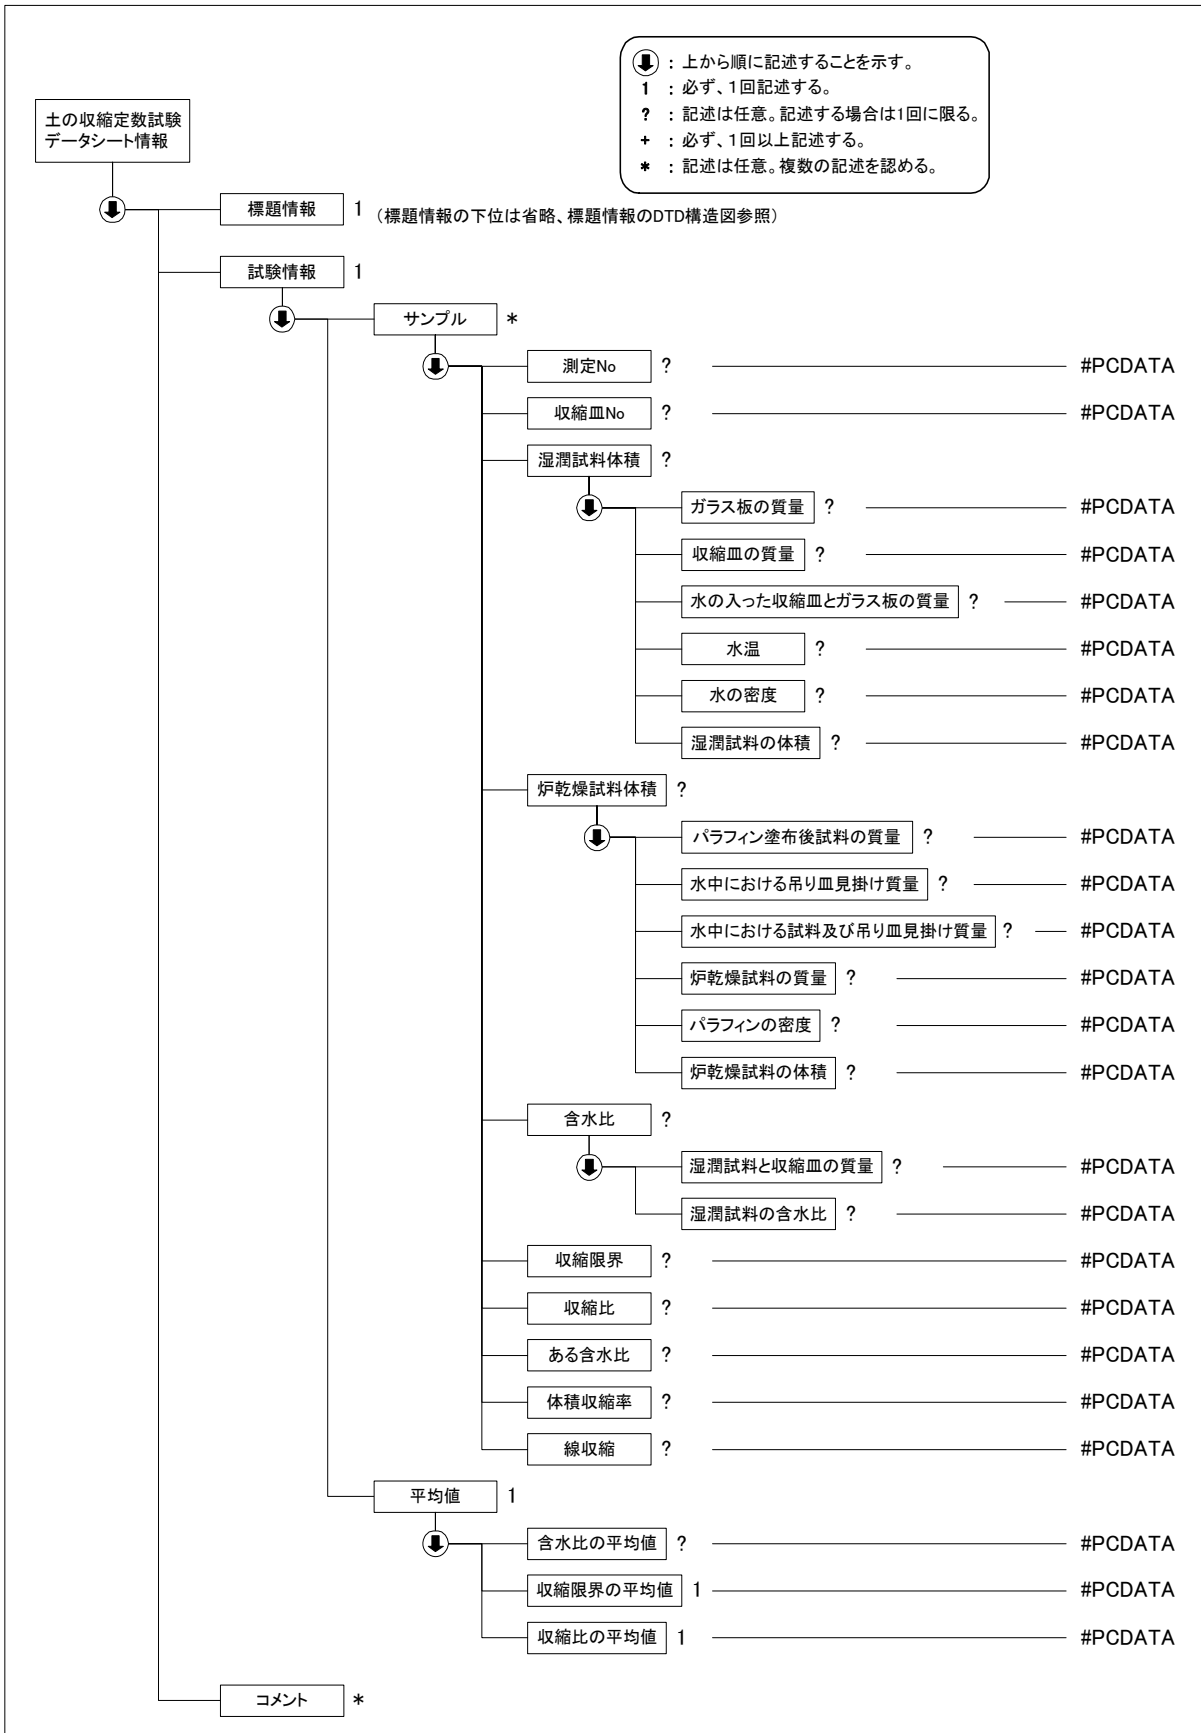 : 上から順に記述することを示す。
1 : 必ず、1回記述する。
? : 記述は任意。記述する場合は1回に限る。
+ : 必ず、1回以上記述する。
* : 記述は任意。複数の記述を認める。
土の収縮定数試験
データシート情報
標題情報 1 (標題情報の下位は省略、標題情報のDTD構造図参照)
試験情報 1
サンプル *
測定No ? #PCDATA
収縮皿No ? #PCDATA
湿潤試料体積 ?
ガラス板の質量 ? #PCDATA
収縮皿の質量 ? #PCDATA
水の入った収縮皿とガラス板の質量 ? #PCDATA
水温 ? #PCDATA
水の密度 ? #PCDATA
湿潤試料の体積 ? #PCDATA
炉乾燥試料体積 ?
パラフィン塗布後試料の質量 ? #PCDATA
水中における吊り皿見掛け質量 ? #PCDATA
水中における試料及び吊り皿見掛け質量 ? #PCDATA
炉乾燥試料の質量 ? #PCDATA
パラフィンの密度 ? #PCDATA
炉乾燥試料の体積 ? #PCDATA
含水比 ?
湿潤試料と収縮皿の質量 ? #PCDATA
湿潤試料の含水比 ? #PCDATA
収縮限界 ? #PCDATA
収縮比 ? #PCDATA
ある含水比 ? #PCDATA
体積収縮率 ? #PCDATA
線収縮 ? #PCDATA
平均値 1
含水比の平均値 ? #PCDATA
収縮限界の平均値 1 #PCDATA
収縮比の平均値 1 #PCDATA
コメント *